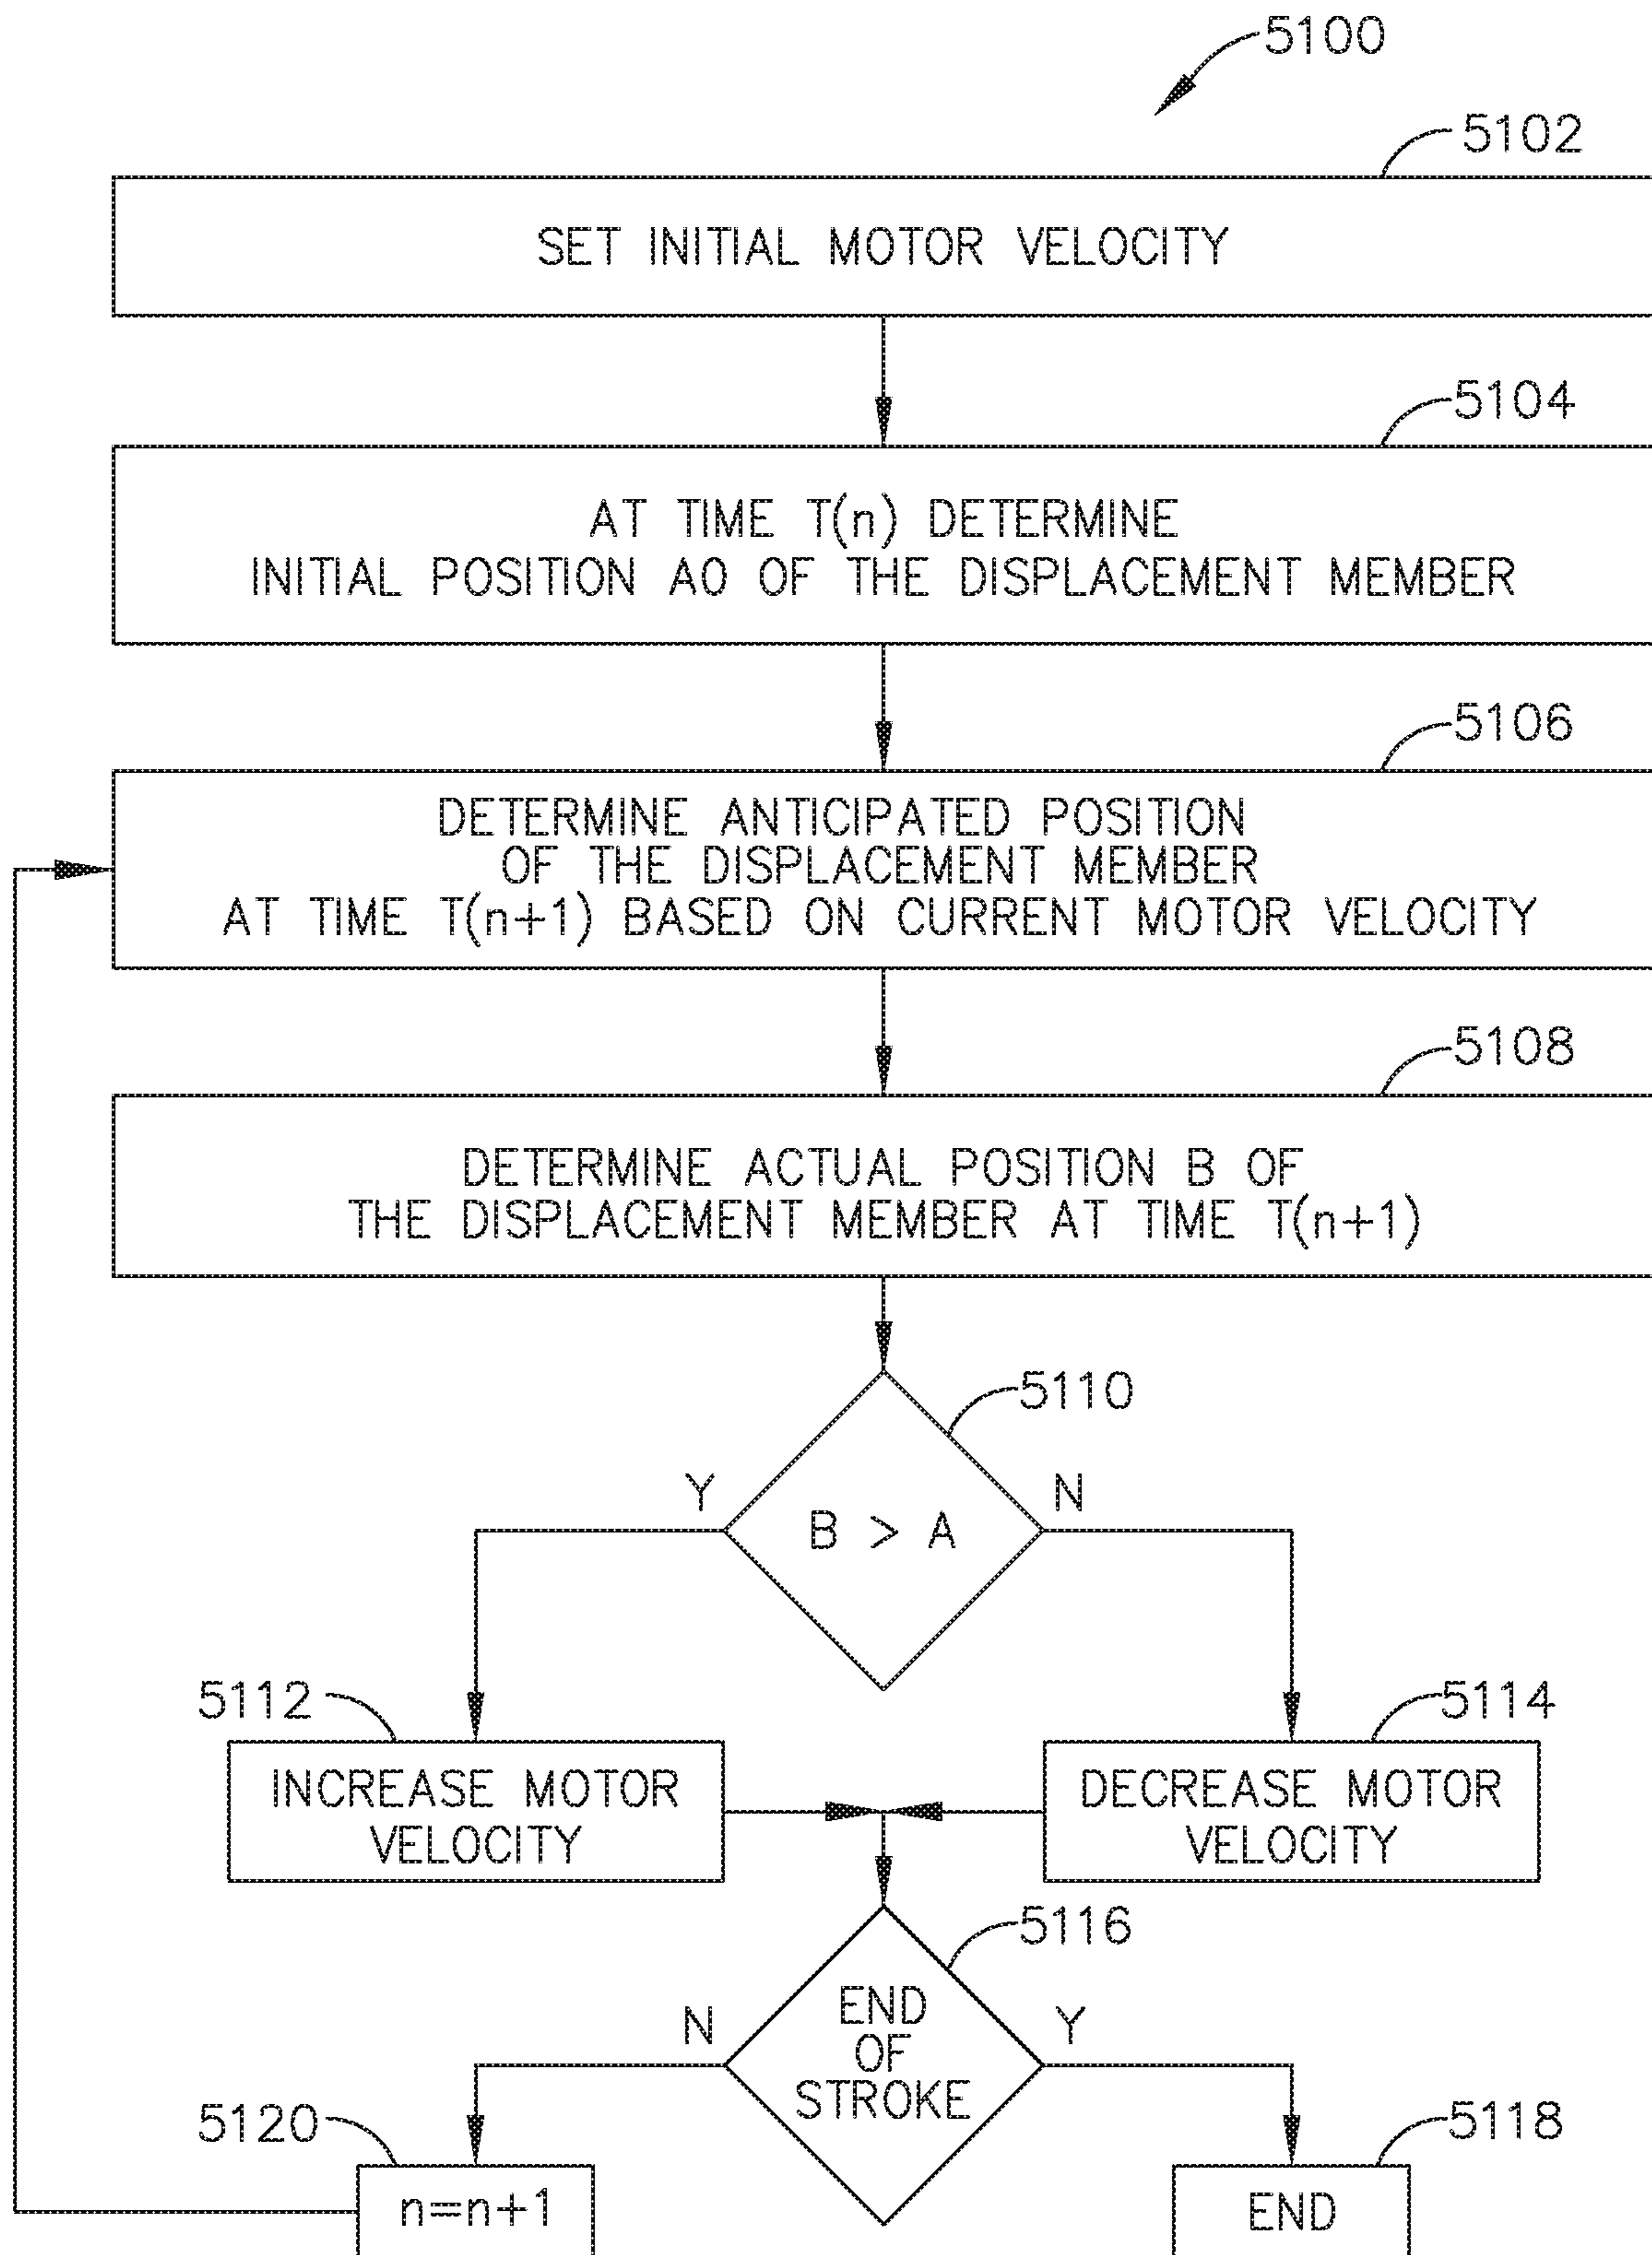 5100
5102
SET INITIAL MOTOR VELOCITY
5104
AT TIME T(n) DETERMINE
INITIAL POSITION A0 OF THE DISPLACEMENT MEMBER
5106
DETERMINE ANTICIPATED POSITION
OF THE DISPLACEMENT MEMBER
AT TIME T(n+1) BASED ON CURRENT MOTOR VELOCITY
5108
DETERMINE ACTUAL POSITION B OF
THE DISPLACEMENT MEMBER AT TIME T(n+1)
5110
Y
N
B > A
5112
5114
INCREASE MOTOR
VELOCITY
DECREASE MOTOR
VELOCITY
5116
N
Y
END
OF
STROKE
5120
5118
n=n+1
END